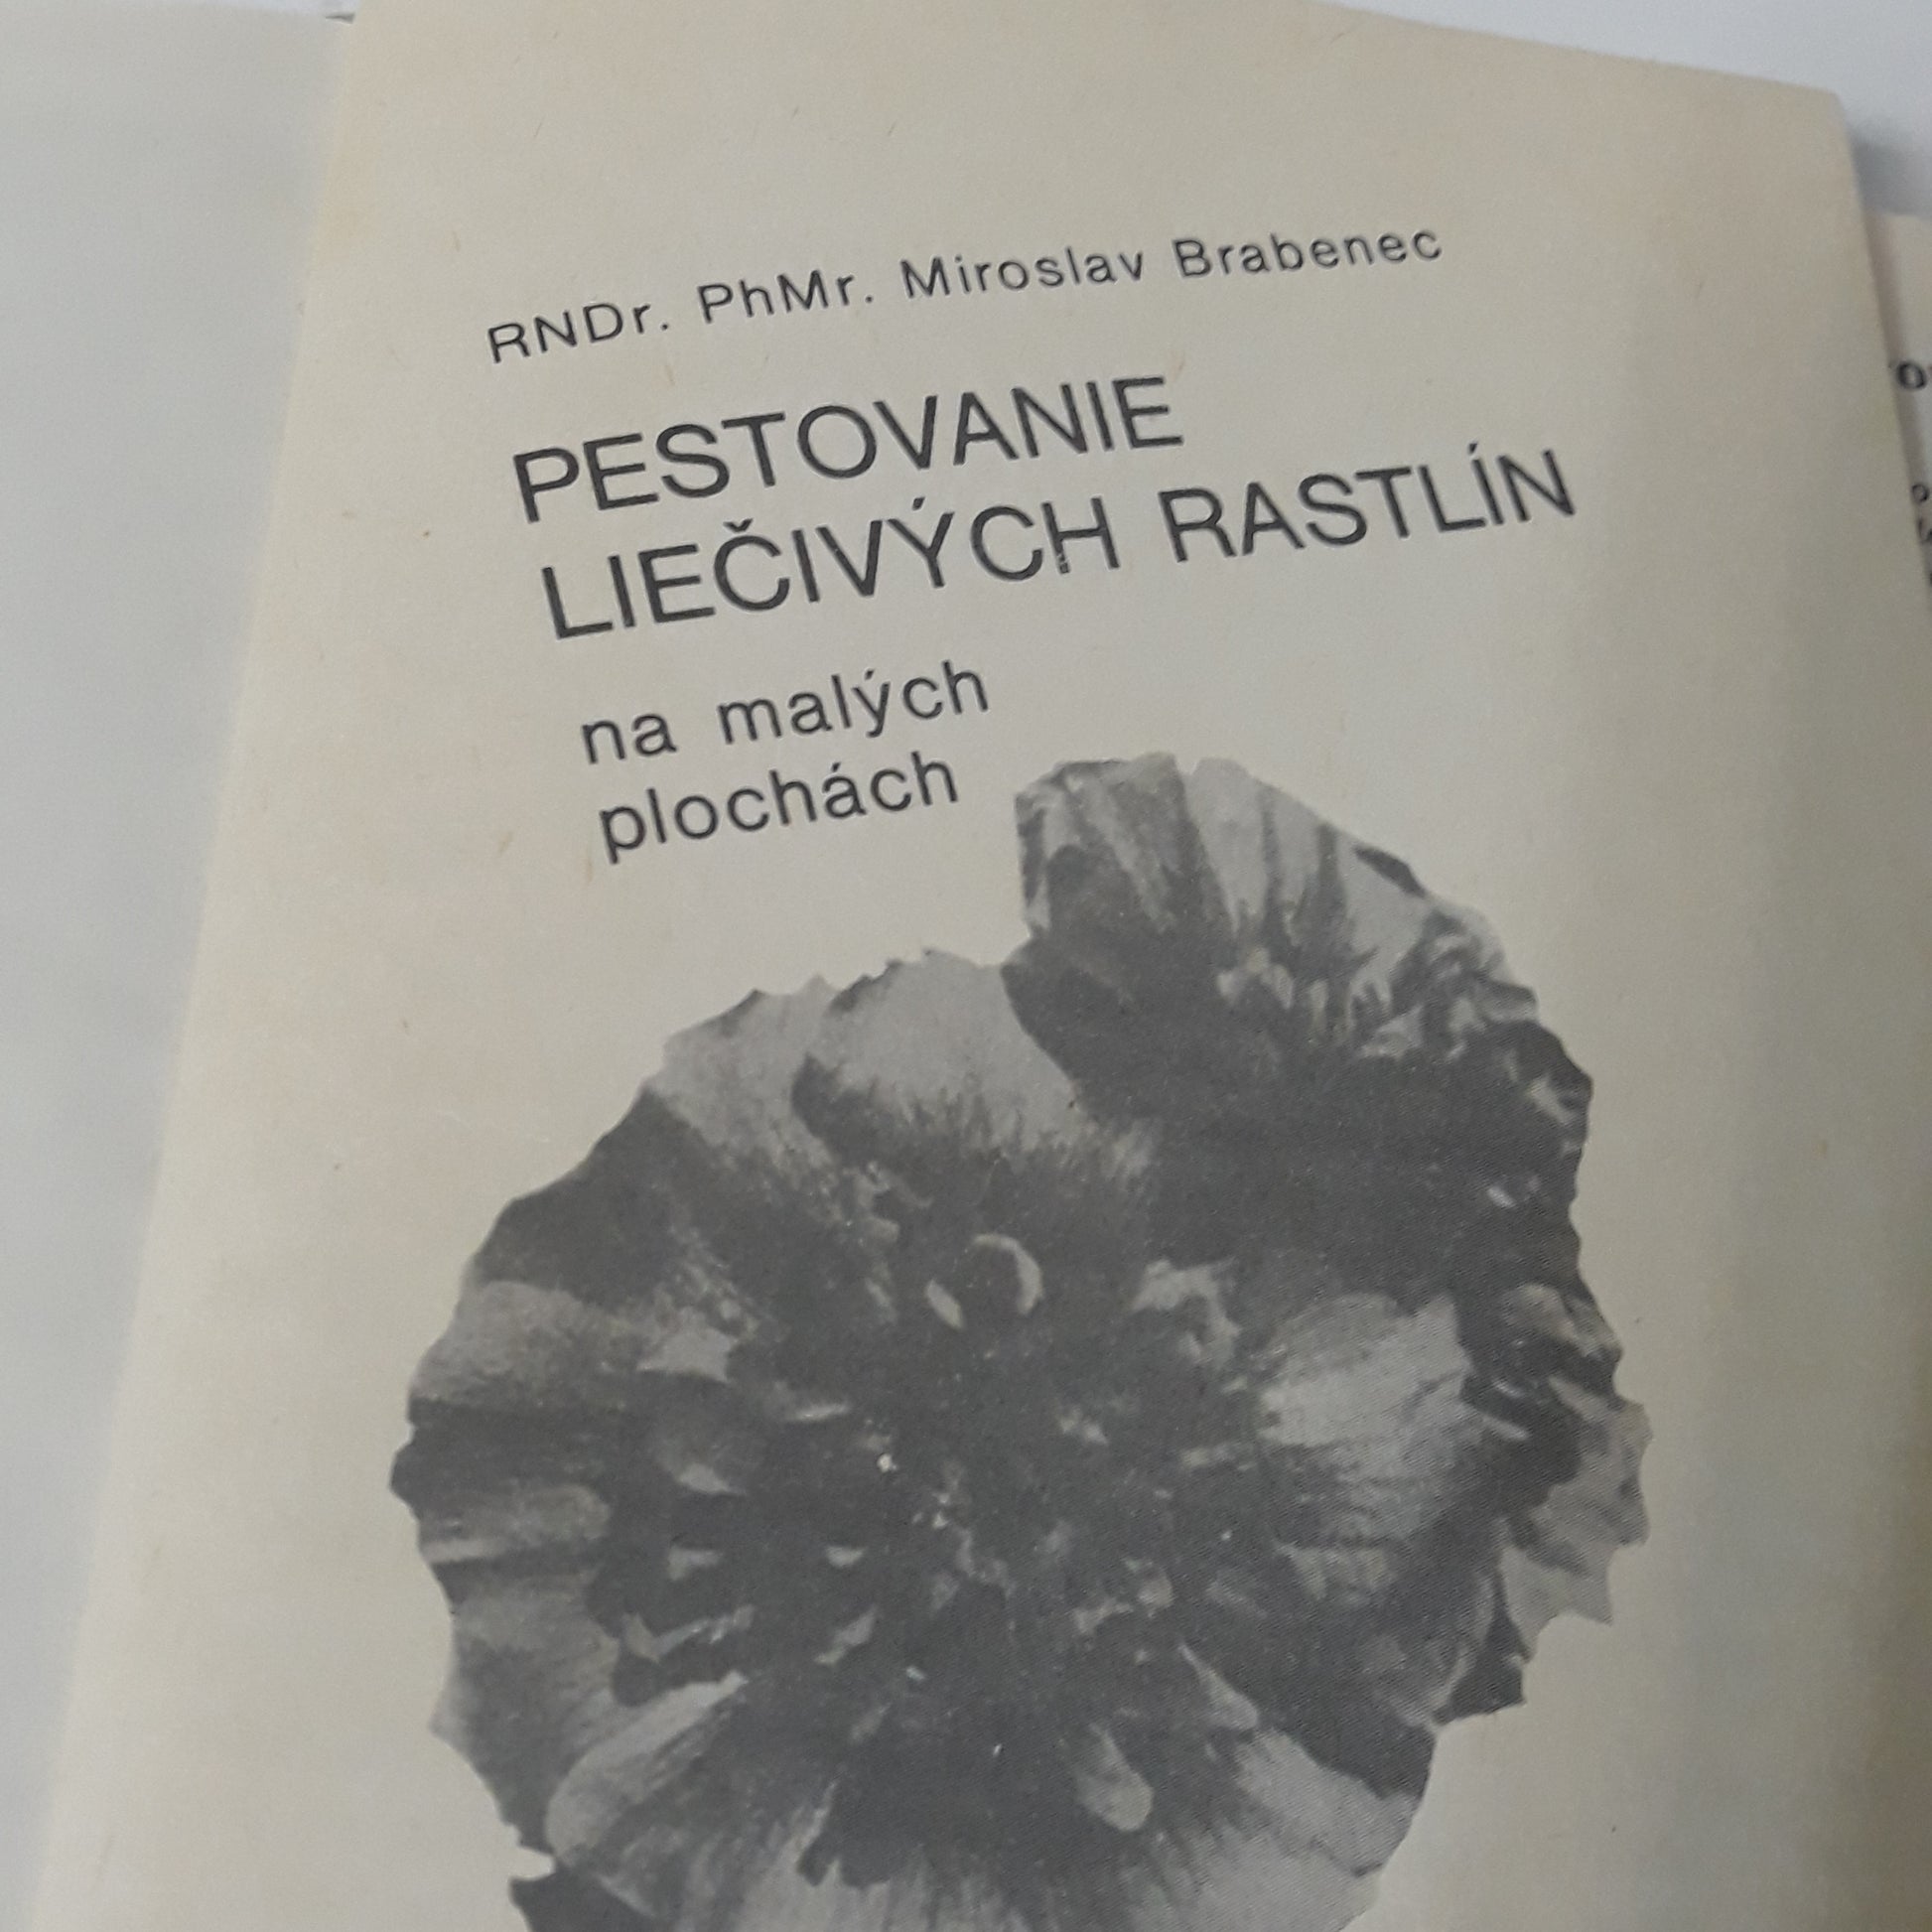 RNDr. PhMr. Miroslav Brabenec
PESTOVANIE
LIEČIVÝCH RASTLÍN
na malých
plochách